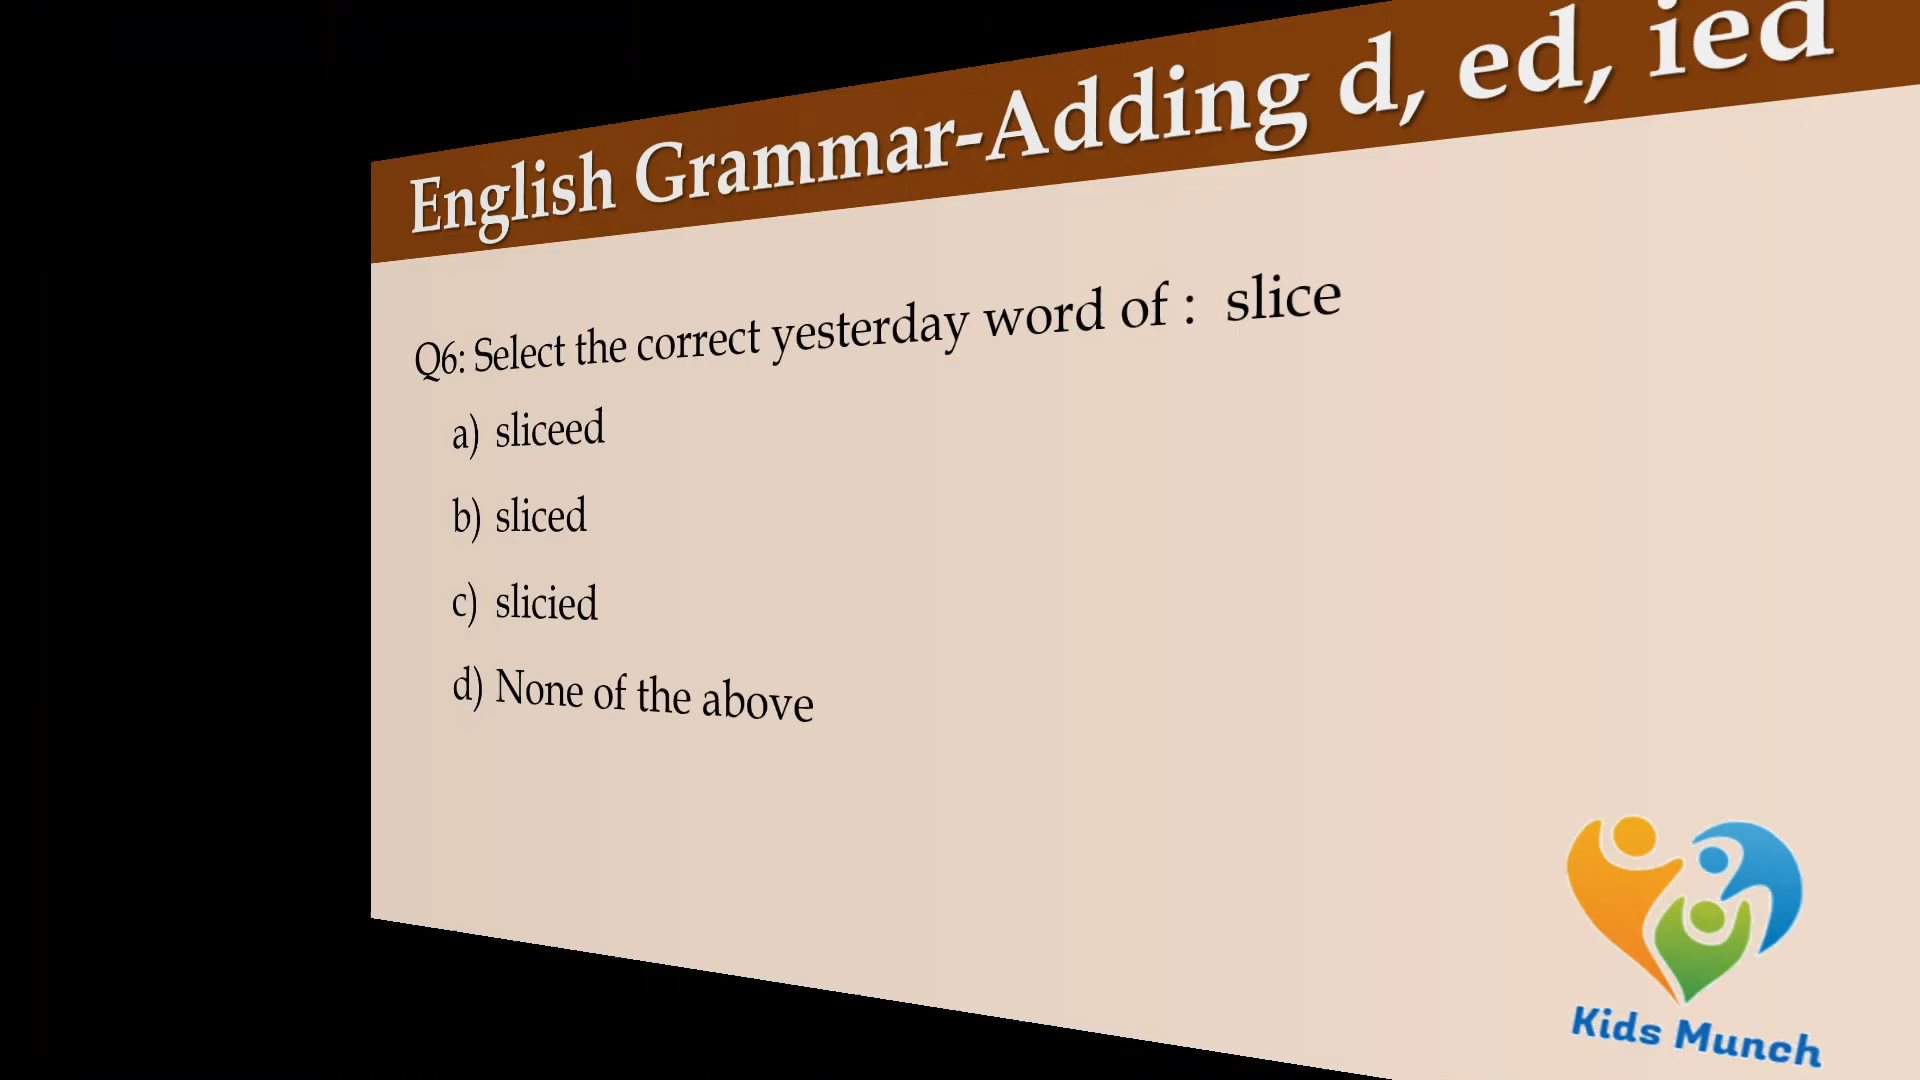 English Grammar-Adding d, ed, ied
Q6: Select the correct yesterday word of : slice
a) sliceed
b) sliced
c) slicied
d) None of the above
Kids Munch